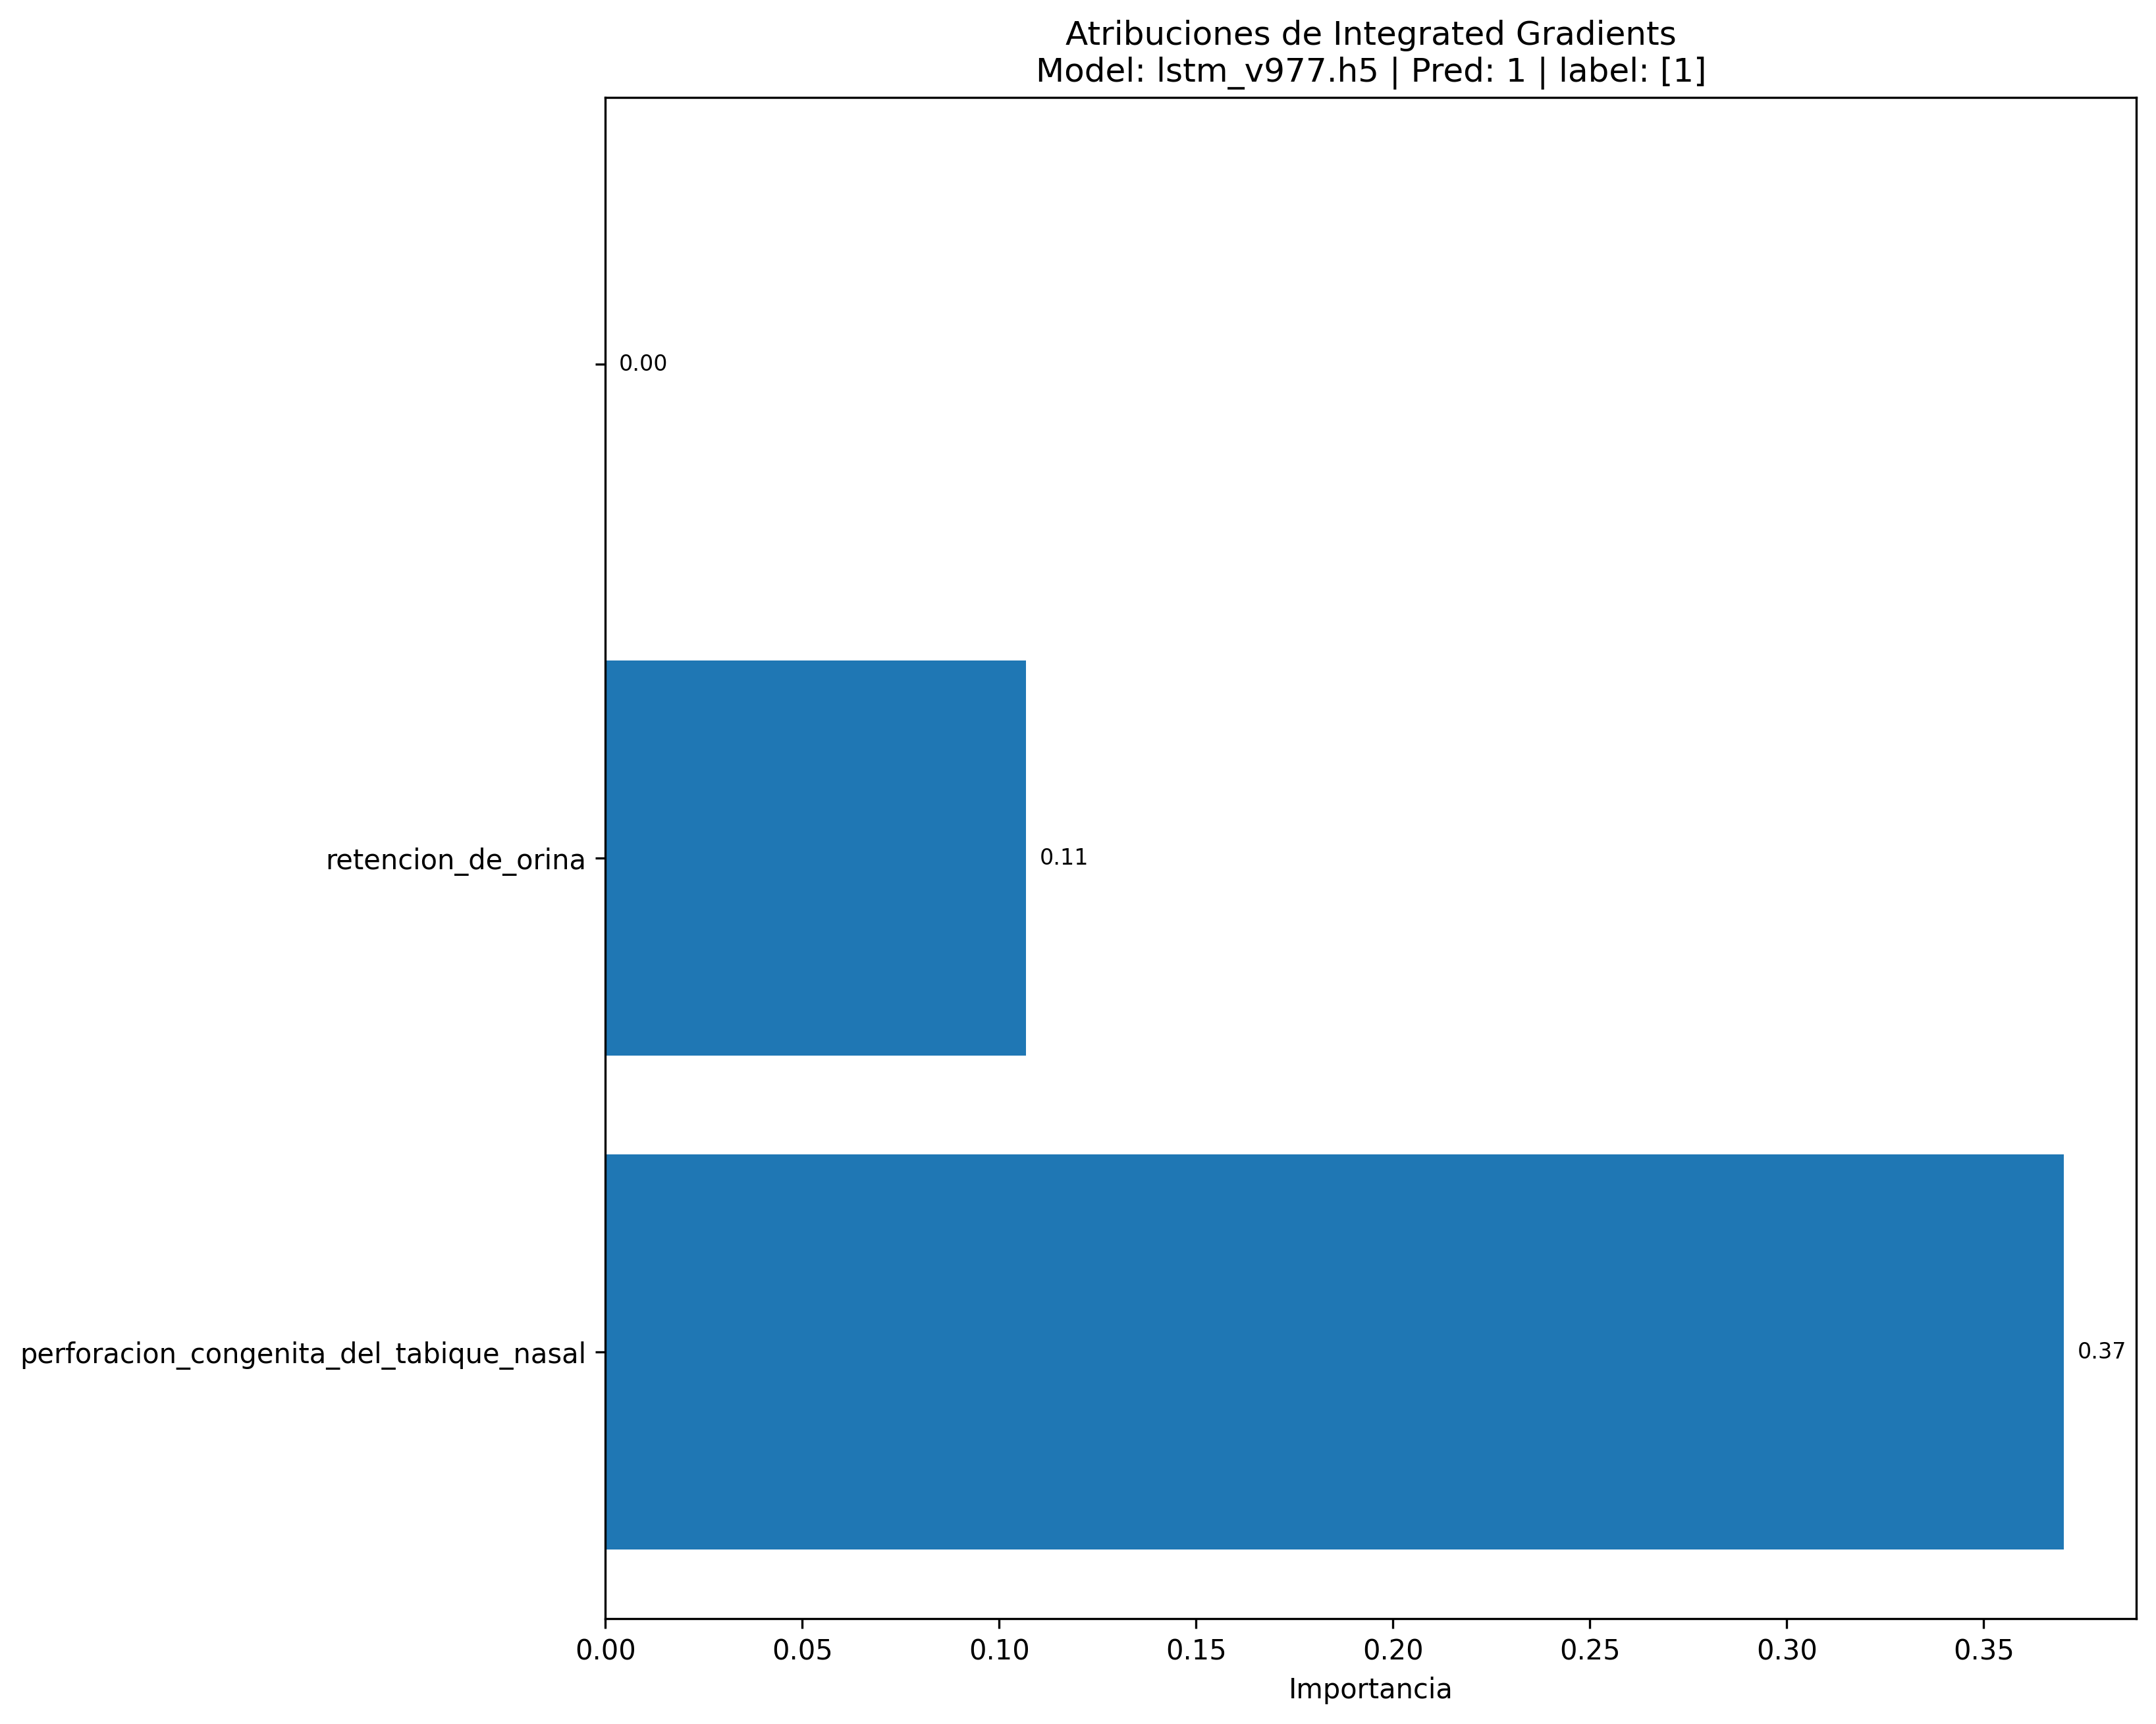 Atribuciones de Integrated Gradients
Model: lstm_v977.h5 | Pred: 1 | label: [1]
0.00
retencion_de_orina
0.11
perforacion_congenita_del_tabique_nasal
0.37
0.00 0.05 0.10 0.15 0.20 0.25 0.30 0.35
Importancia